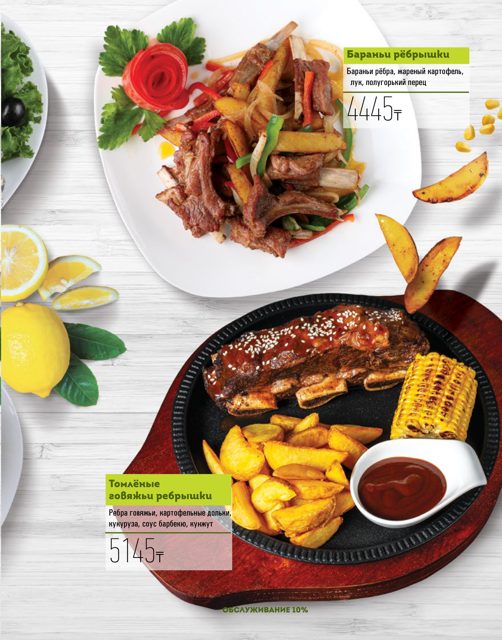 Бараньи рёбрышки
Бараньи рёбра, жареный картофель,
лук, полугорький перец
4445₸
Томлёные
говяжьи ребрышки
Ребра говяжьи, картофельные дольки,
кукуруза, соус барбекю, кунжут
5145₸
ОБСЛУЖИВАНИЕ 10%